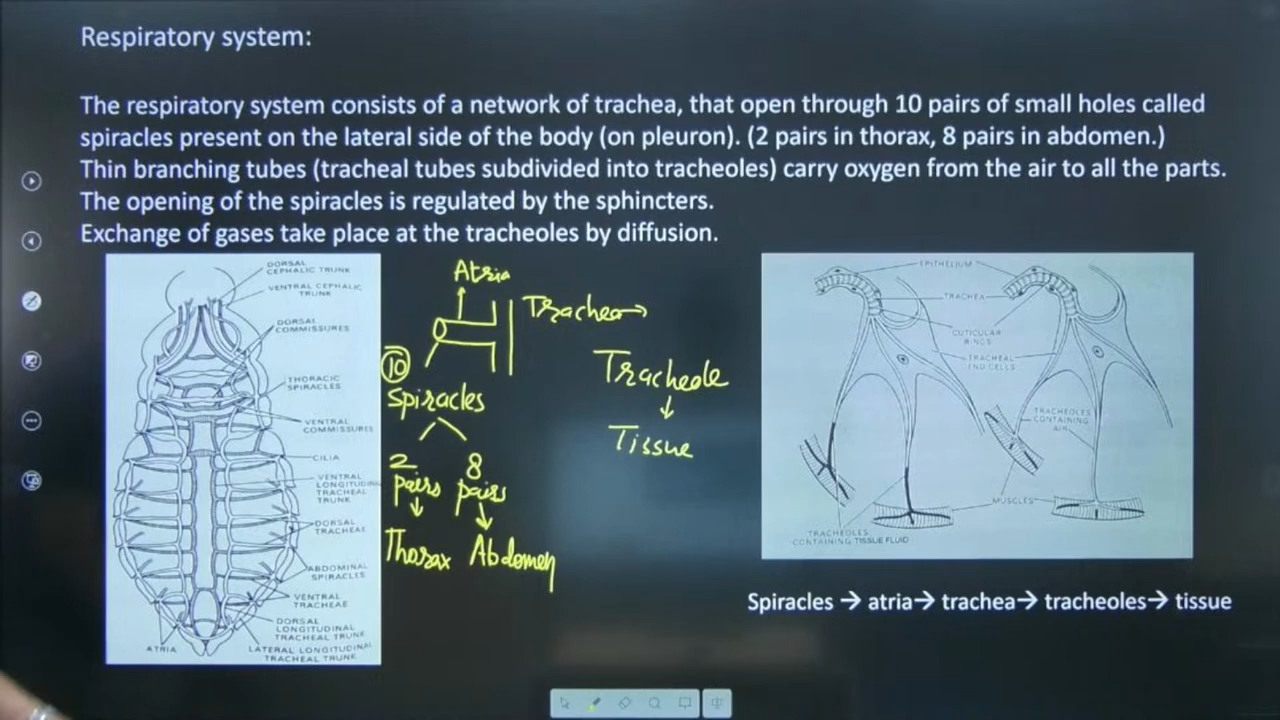 Respiratory system:
The respiratory system consists of a network of trachea, that open through 10 pairs of small holes called
spiracles present on the lateral side of the body (on pleuron). (2 pairs in thorax, 8 pairs in abdomen.)
Thin branching tubes (tracheal tubes subdivided into tracheoles) carry oxygen from the air to all the parts.
The opening of the spiracles is regulated by the sphincters.
Exchange of gases take place at the tracheoles by diffusion.
DORSAL
CEPHALIC TRUNK
VENTRAL CEPHALIC
TRUNK
DORSAL
COMMISSURES
THORACIC
SPIRACLES
VENTRAL
COMMISSURES
CILIA
VENTRAL
LONGITUDINAL
TRACHEAL
TRUNK
DORSAL
TRACHEAE
ABDOMINAL
SPIRACLES
VENTRAL
TRACHEAE
DORSAL
LONGITUDINAL
TRACHEAL TRUNK
ATRIA
LATERAL LONGITUDINAL
TRACHEAL TRUNK
Atria
Trachea→
10
Spiracles
2 8
pairs pairs
↓ ↓
Thorax Abdomen
Tracheole
↓
Tissue
EPITHELIUM
TRACHEA
CUTICULAR
RINGS
TRACHEAL
END CELLS
TRACHEOLES
CONTAINING
AIR
MUSCLES
TRACHEOLES
CONTAINING TISSUE FLUID
Spiracles → atria→ trachea→ tracheoles→ tissue